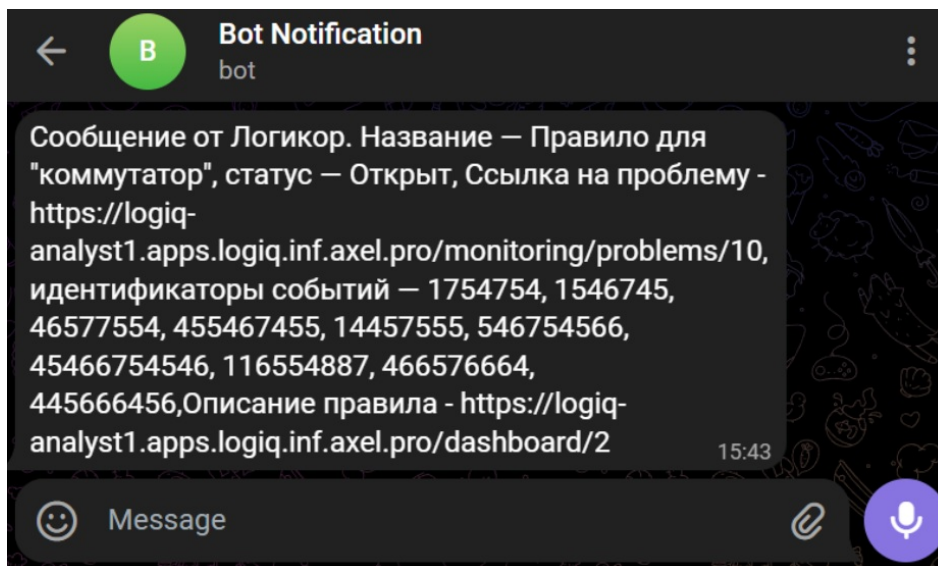 B
Bot Notification
bot
Сообщение от Логикор. Название — Правило для
"коммутатор", статус — Открыт, Ссылка на проблему -
https://logiq-
analyst1.apps.logiq.inf.axel.pro/monitoring/problems/10,
идентификаторы событий — 1754754, 1546745,
46577554, 455467455, 14457555, 546754566,
45466754546, 116554887, 466576664,
445666456,Описание правила - https://logiq-
analyst1.apps.logiq.inf.axel.pro/dashboard/2
15:43
Message